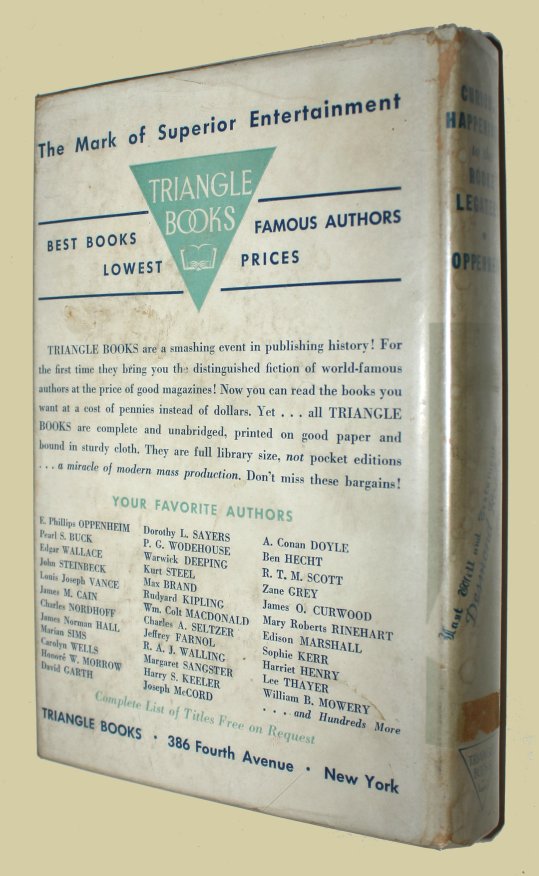 The Mark of Superior Entertainment
TRIANGLE
BOOKS
BEST BOOKS
FAMOUS AUTHORS
LOWEST
PRICES
TRIANGLE BOOKS are a smashing event in publishing history! For
the first time they bring you the distinguished fiction of world-famous
authors at the price of good magazines! Now you can read the books you
want at a cost of pennies instead of dollars. Yet . . . all TRIANGLE
BOOKS are complete and unabridged, printed on good paper and
bound in sturdy cloth. They are full library size, not pocket editions
. . . a miracle of modern mass production. Don't miss these bargains!
YOUR FAVORITE AUTHORS
E. Phillips OPPENHEIM
Pearl S. BUCK
Edgar WALLACE
John STEINBECK
Louis Joseph VANCE
James M. CAIN
Charles NORDHOFF
James Norman HALL
Marian SIMS
Carolyn WELLS
Honoré W. MORROW
David GARTH
Dorothy L. SAYERS
P. G. WODEHOUSE
Warwick DEEPING
Kurt STEEL
Max BRAND
Rudyard KIPLING
Wm. Colt MACDONALD
Charles A. SELTZER
Jeffrey FARNOL
R. A. J. WALLING
Margaret SANGSTER
Harry S. KEELER
Joseph McCORD
A. Conan DOYLE
Ben HECHT
R. T. M. SCOTT
Zane GREY
James O. CURWOOD
Mary Roberts RINEHART
Edison MARSHALL
Sophie KERR
Harriet HENRY
Lee THAYER
William B. MOWERY
. . . and Hundreds More
Complete List of Titles Free on Request
TRIANGLE BOOKS • 386 Fourth Avenue • New York
OPPENHE
TRIANGLE
BOOKS